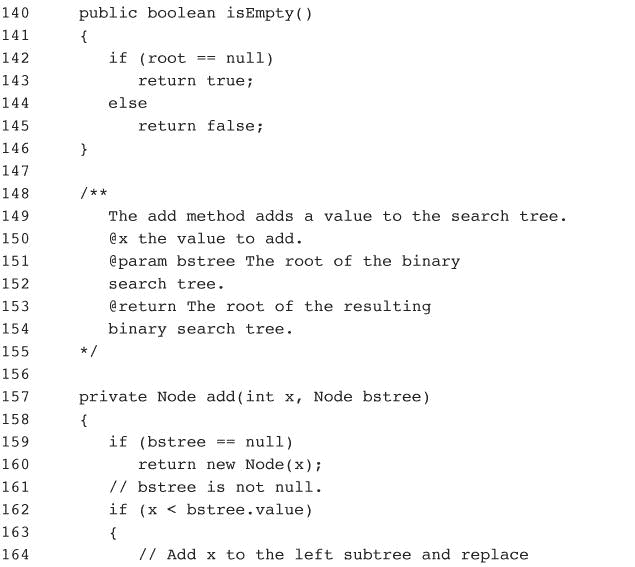 140 public boolean isEmpty()
141 {
142 if (root == null)
143 return true;
144 else
145 return false;
146 }
147
148 /**
149 The add method adds a value to the search tree.
150 @x the value to add.
151 @param bstree The root of the binary
152 search tree.
153 @return The root of the resulting
154 binary search tree.
155 */
156
157 private Node add(int x, Node bstree)
158 {
159 if (bstree == null)
160 return new Node(x);
161 // bstree is not null.
162 if (x < bstree.value)
163 {
164 // Add x to the left subtree and replace